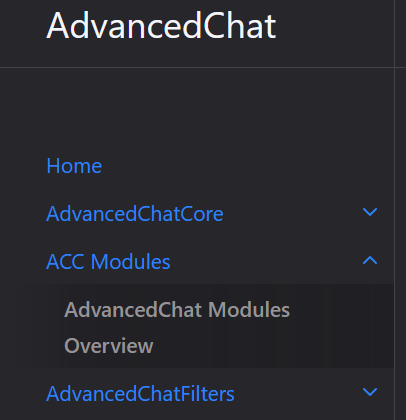 AdvancedChat
Home
AdvancedChatCore
ACC Modules
AdvancedChat Modules
Overview
AdvancedChatFilters